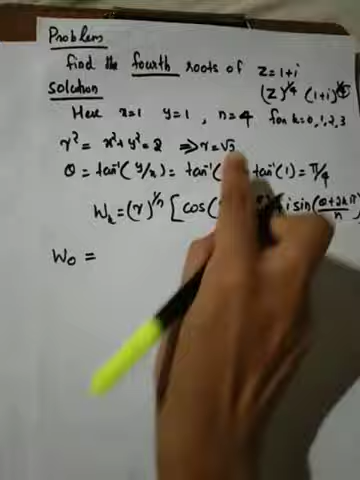 Problem
find the fourth roots of z=1+i
Solution (z)^1/4 (1+i)^1/4
Here x=1 y=1 , n=4 for k=0,1,2,3
r² = x²+y² = 2 ⇒ r=√2
θ = tan⁻¹(y/x) = tan⁻¹( tan⁻¹(1) = π/4
W_k = (r)^1/n [cos( i sin(θ+2kπ/n)
W₀ =